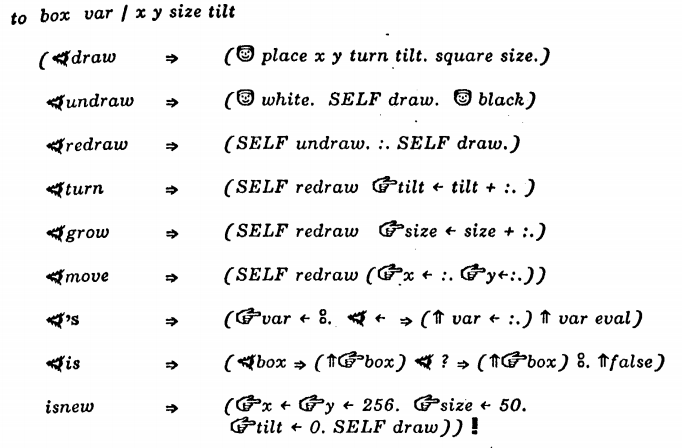 to box var / x y size tilt
(👁draw ⇒ (☺ place x y turn tilt. square size.)
👁undraw ⇒ (☺ white. SELF draw. ☺ black)
👁redraw ⇒ (SELF undraw. :. SELF draw.)
👁turn ⇒ (SELF redraw ☞tilt ← tilt + :. )
👁grow ⇒ (SELF redraw ☞size ← size + :.)
👁move ⇒ (SELF redraw (☞x ← :. ☞y←:.))
👁's ⇒ (☞var ← ⦂. 👁 ← ⇒ (⇑ var ← :.) ⇑ var eval)
👁is ⇒ (👁box ⇒ (⇑☞box) 👁 ? ⇒ (⇑☞box) ⦂. ⇑false)
isnew ⇒ (☞x ← ☞y ← 256. ☞size ← 50.
☞tilt ← 0. SELF draw)) !